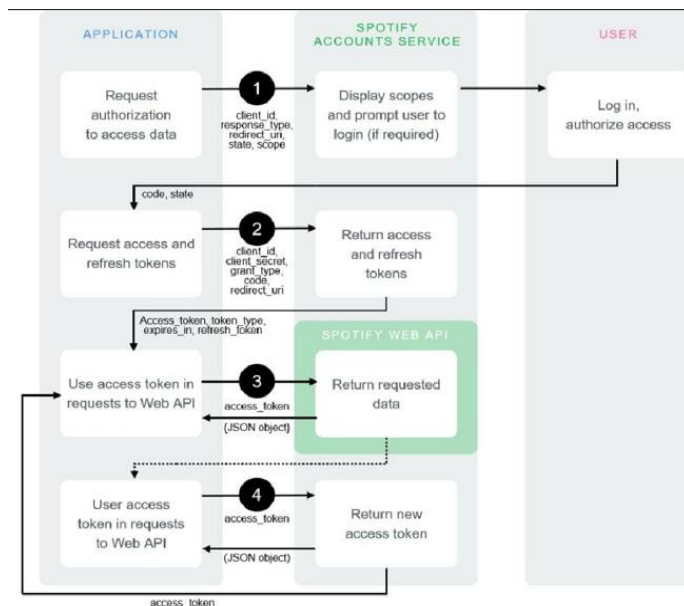 APPLICATION
SPOTIFY
ACCOUNTS SERVICE
USER
Request
authorization
to access data
1
client_id,
response_type,
redirect_uri,
state, scope
Display scopes
and prompt user to
login (if required)
Log in,
authorize access
code, state
Request access and
refresh tokens
2
client_id,
client_secret,
grant_type,
code,
redirect_uri
Return access
and refresh
tokens
Access_token, token_type,
expires_in, refresh_token
SPOTIFY WEB API
Use access token in
requests to Web API
3
access_token
(JSON object)
Return requested
data
User access
token in requests
to Web API
4
access_token
(JSON object)
Return new
access token
access_token